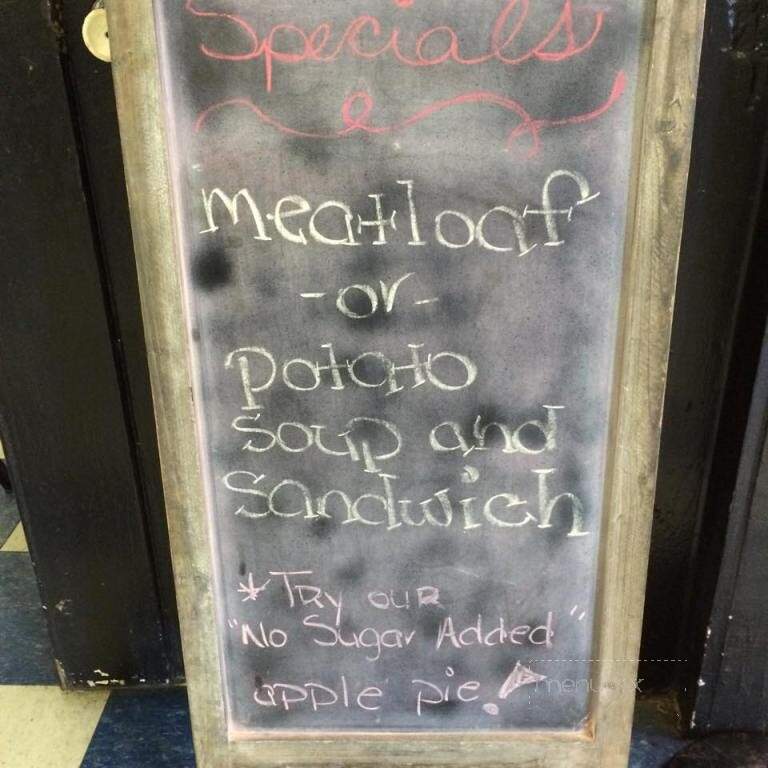 Specials
meatloaf
-or-
potato
soup and
Sandwich
*Try our
"No Sugar Added"
apple pie!